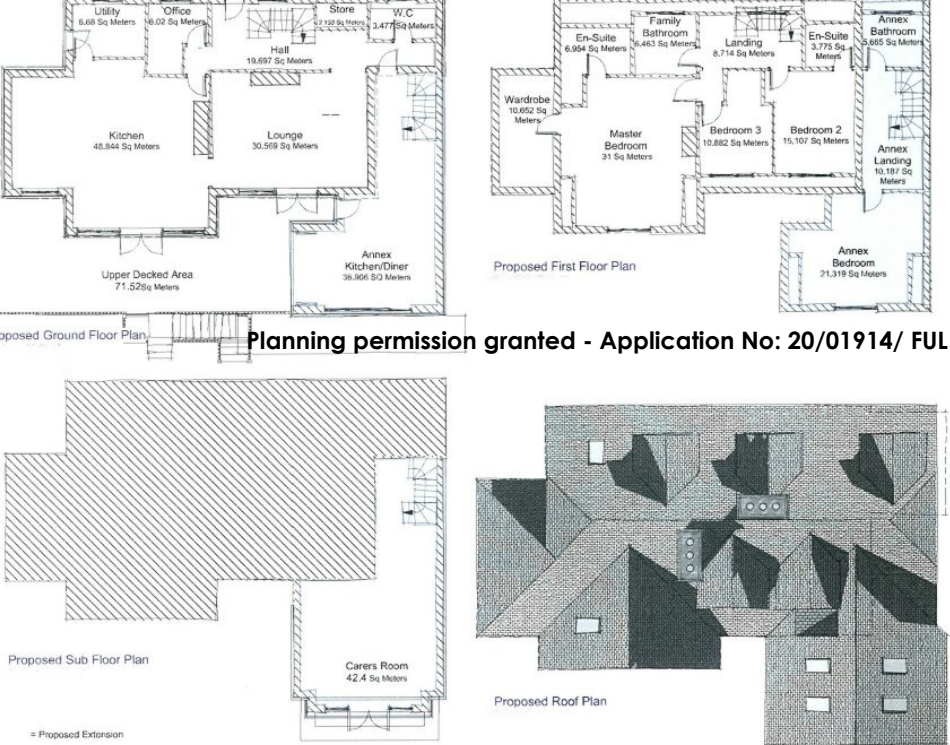 Utility
6.68 Sq Meters
Office
6.02 Sq Meters
Store
Sq Meters
W.C
3.477 Sq Meters
Hall
19.697 Sq Meters
Kitchen
48.844 Sq Meters
Lounge
30.569 Sq Meters
Annex
Kitchen/Diner
36.906 SQ Meters
Upper Decked Area
71.52Sq Meters
oposed Ground Floor Plan
En-Suite
6,954 Sq Meters
Family
Bathroom
6,463 Sq Meters
Landing
8,714 Sq Meters
En-Suite
3,775 Sq
Meters
Annex
Bathroom
5,665 Sq Meters
Wardrobe
10,652 Sq
Meters
Master
Bedroom
31 Sq Meters
Bedroom 3
10,882 Sq Meters
Bedroom 2
15,107 Sq Meters
Annex
Landing
10,187 Sq
Meters
Annex
Bedroom
21,319 Sq Meters
Proposed First Floor Plan
Planning permission granted - Application No: 20/01914/ FUL
Carers Room
42.4 Sq Meters
Proposed Sub Floor Plan
Proposed Roof Plan
= Proposed Extension